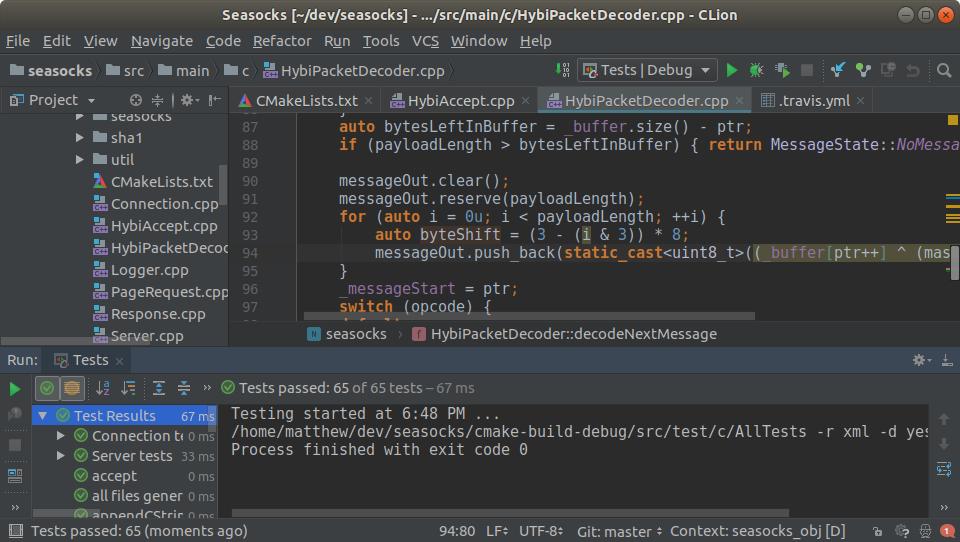 Seasocks [~/dev/seasocks] - .../src/main/c/HybiPacketDecoder.cpp - CLion
File Edit View Navigate Code Refactor Run Tools VCS Window Help
seasocks src main c HybiPacketDecoder.cpp Tests | Debug
Project CMakeLists.txt HybiAccept.cpp HybiPacketDecoder.cpp .travis.yml
seasocks
sha1
util
CMakeLists.txt
Connection.cpp
HybiAccept.cpp
HybiPacketDeco
Logger.cpp
PageRequest.cpp
Response.cpp
Server.cpp
87 auto bytesLeftInBuffer = _buffer.size() - ptr;
88 if (payloadLength > bytesLeftInBuffer) { return MessageState::NoMessa
89
90 messageOut.clear();
91 messageOut.reserve(payloadLength);
92 for (auto i = 0u; i < payloadLength; ++i) {
93 auto byteShift = (3 - (i & 3)) * 8;
94 messageOut.push_back(static_cast<uint8_t>((_buffer[ptr++] ^ (mas
95 }
96 _messageStart = ptr;
97 switch (opcode) {
N seasocks f HybiPacketDecoder::decodeNextMessage
Run: Tests
Tests passed: 65 of 65 tests – 67 ms
Test Results 67 ms
Connection te 0 ms
Server tests 33 ms
accept 0 ms
all files gener 0 ms
appendCStrin 0 ms
Testing started at 6:48 PM ...
/home/matthew/dev/seasocks/cmake-build-debug/src/test/c/AllTests -r xml -d yes
Process finished with exit code 0
Tests passed: 65 (moments ago) 94:80 LF UTF-8 Git: master Context: seasocks_obj [D] 1